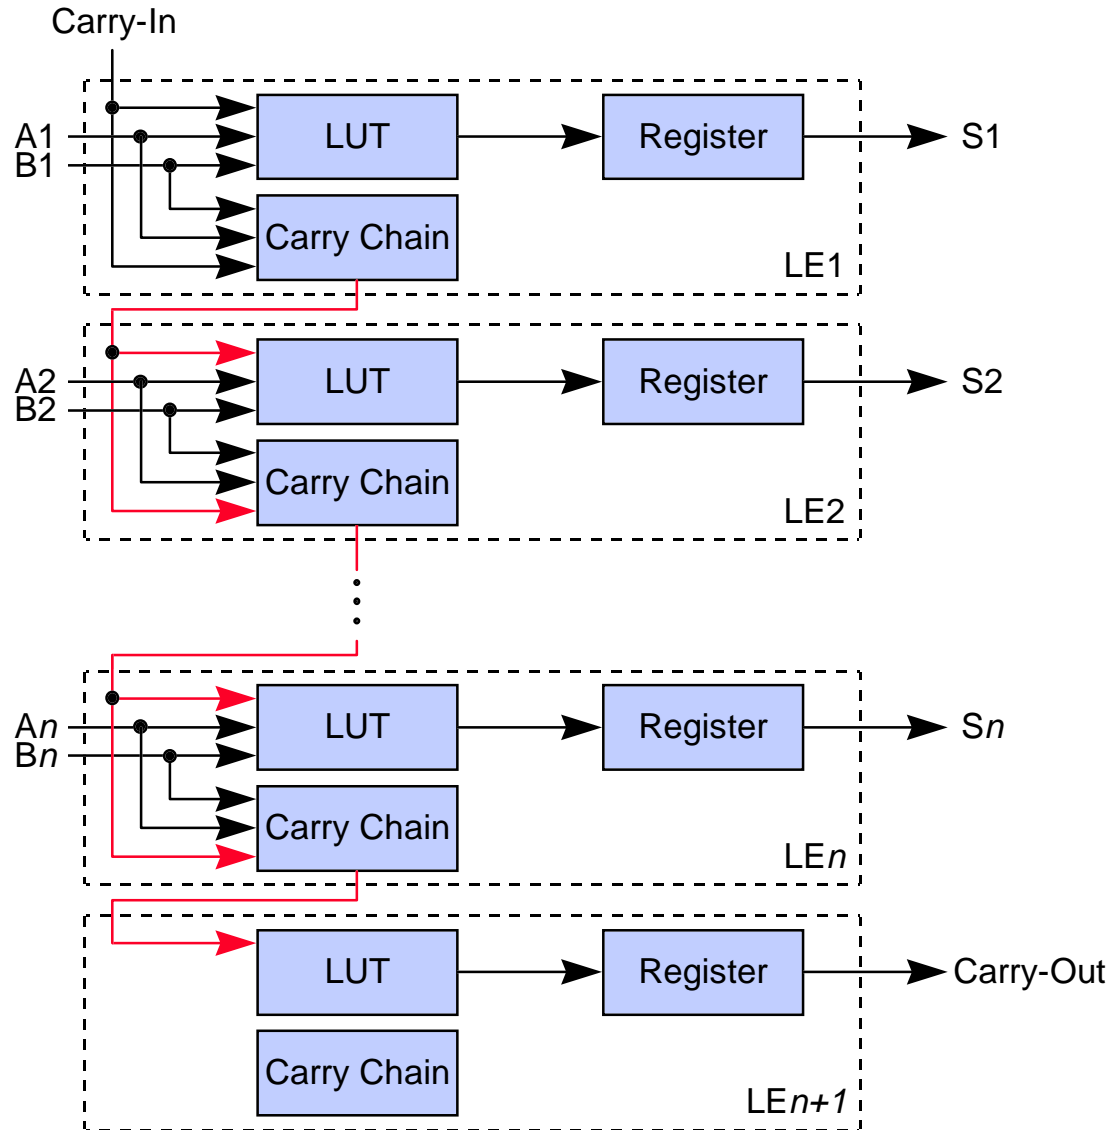 Carry-In
A1
B1
LUT
Register
S1
Carry Chain
LE1
A2
B2
LUT
Register
S2
Carry Chain
LE2
An
Bn
LUT
Register
Sn
Carry Chain
LEn
LUT
Register
Carry-Out
Carry Chain
LEn+1